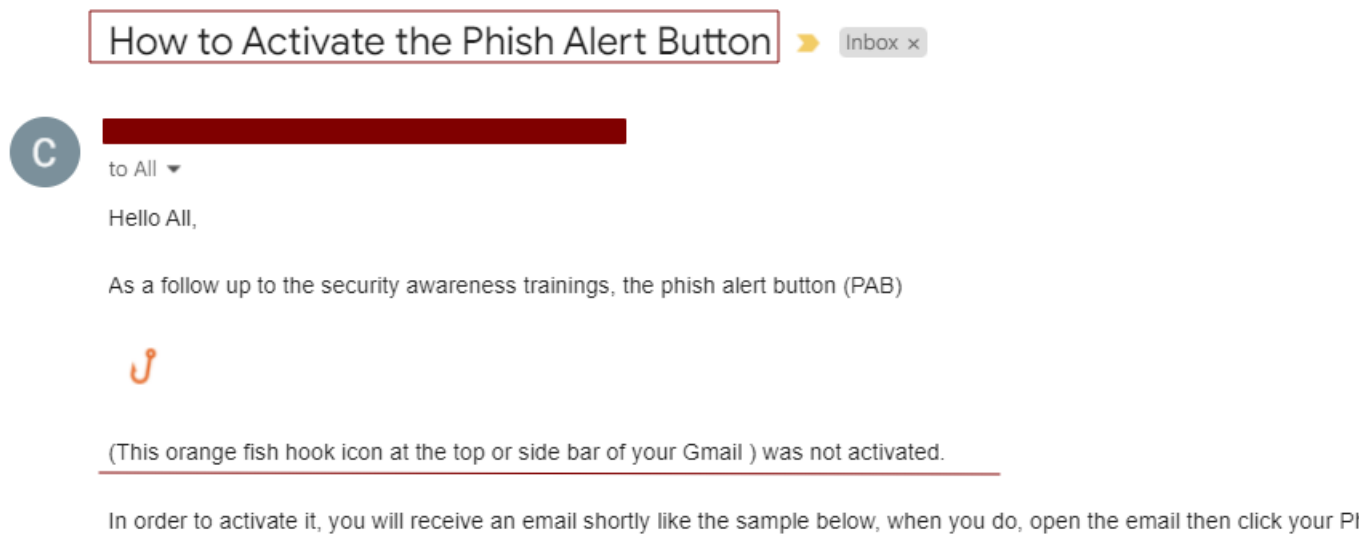 How to Activate the Phish Alert Button
Inbox ×
C
to All
Hello All,
As a follow up to the security awareness trainings, the phish alert button (PAB)
(This orange fish hook icon at the top or side bar of your Gmail ) was not activated.
In order to activate it, you will receive an email shortly like the sample below, when you do, open the email then click your